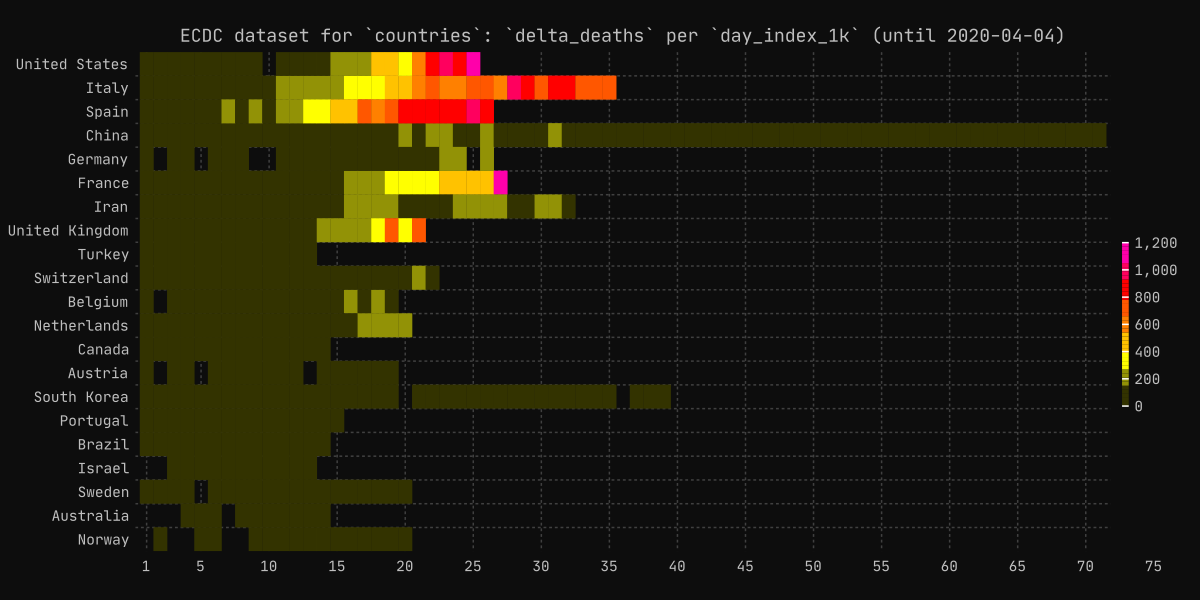 ECDC dataset for `countries`: `delta_deaths` per `day_index_1k` (until 2020-04-04)
United States
Italy
Spain
China
Germany
France
Iran
United Kingdom
Turkey
Switzerland
Belgium
Netherlands
Canada
Austria
South Korea
Portugal
Brazil
Israel
Sweden
Australia
Norway
1 5 10 15 20 25 30 35 40 45 50 55 60 65 70 75
1,200
1,000
800
600
400
200
0